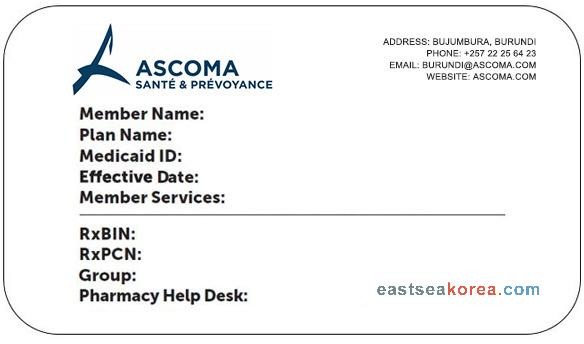 ASCOMA
SANTÉ & PRÉVOYANCE
ADDRESS: BUJUMBURA, BURUNDI
PHONE: +257 22 25 64 23
EMAIL: BURUNDI@ASCOMA.COM
WEBSITE: ASCOMA.COM
Member Name:
Plan Name:
Medicaid ID:
Effective Date:
Member Services:
RxBIN:
RxPCN:
Group:
Pharmacy Help Desk:
eastseakorea.com